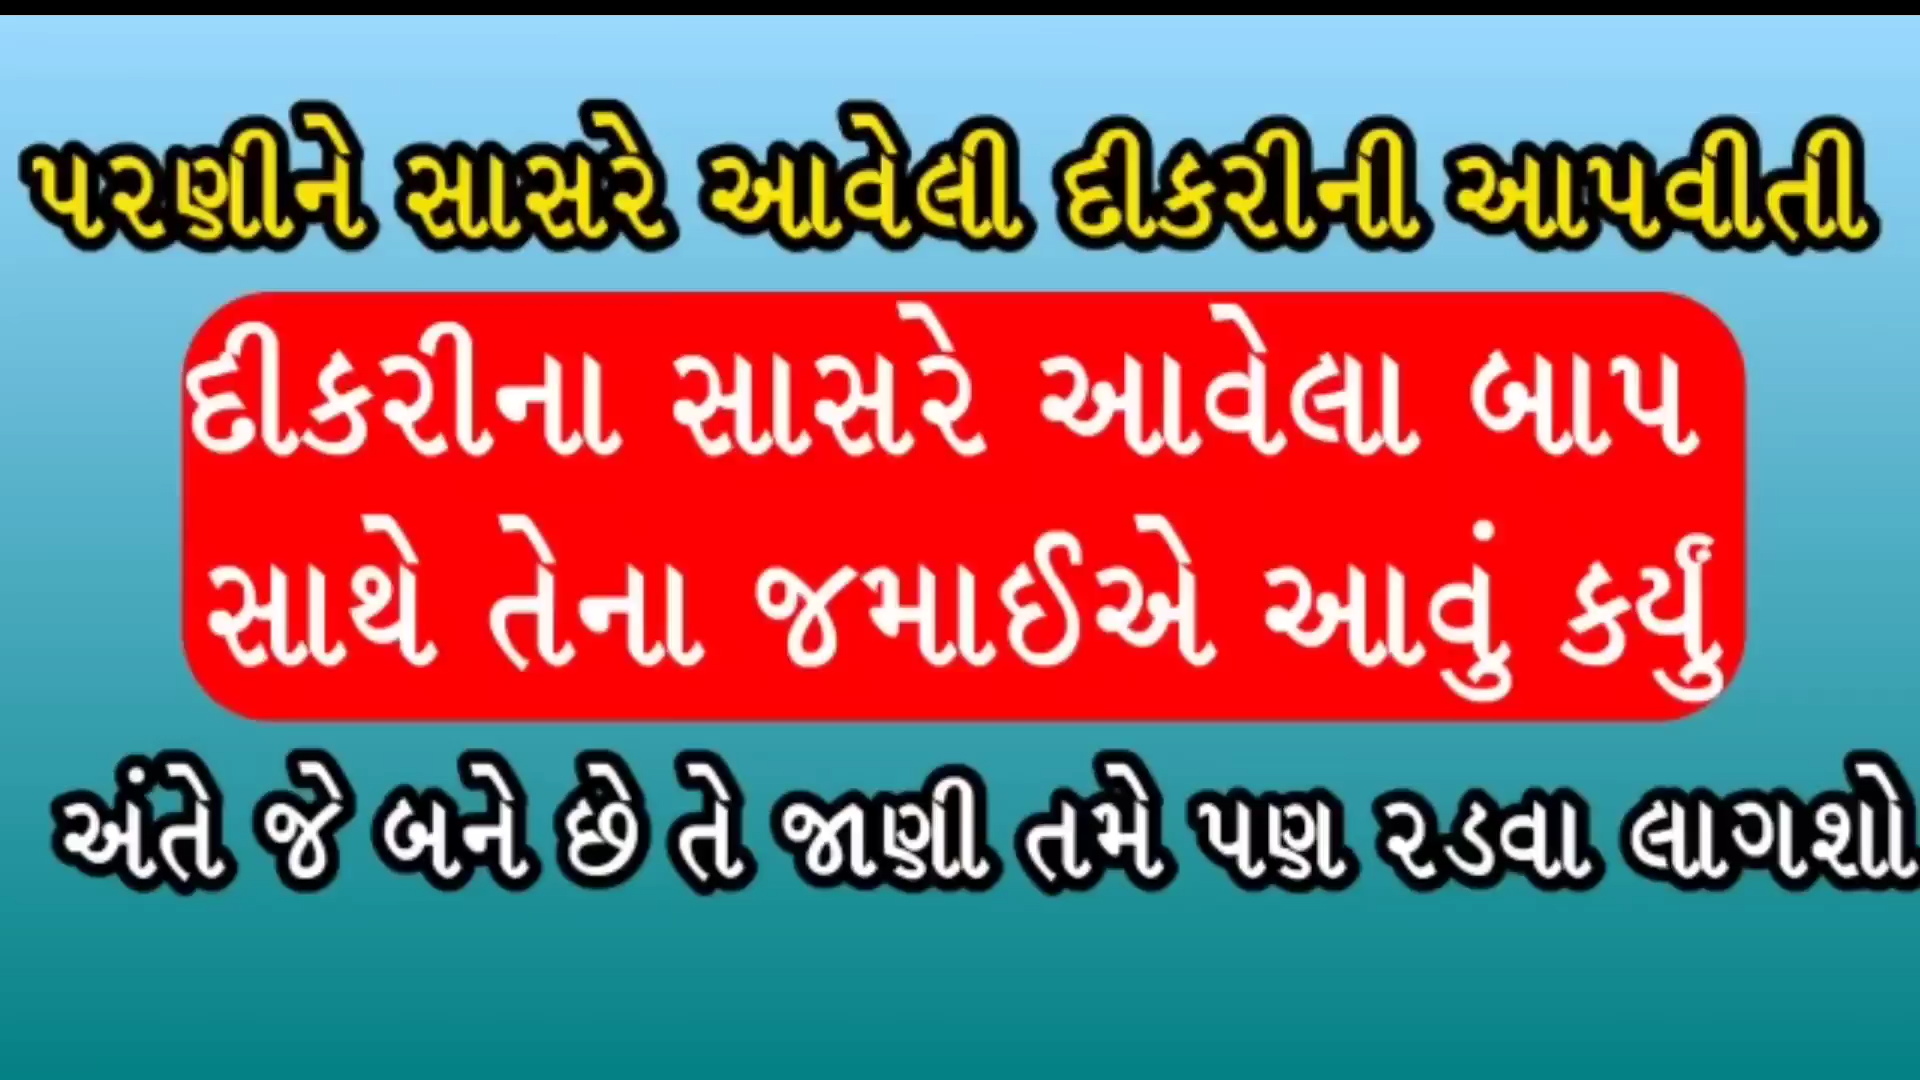 પરણીને સાસરે આવેલી દીકરીની આપવીતી
દીકરીના સાસરે આવેલા બાપ
સાથે તેના જમાઈએ આવું કર્યું
અંતે જે બને છે તે જાણી તમે પણ રડવા લાગશો